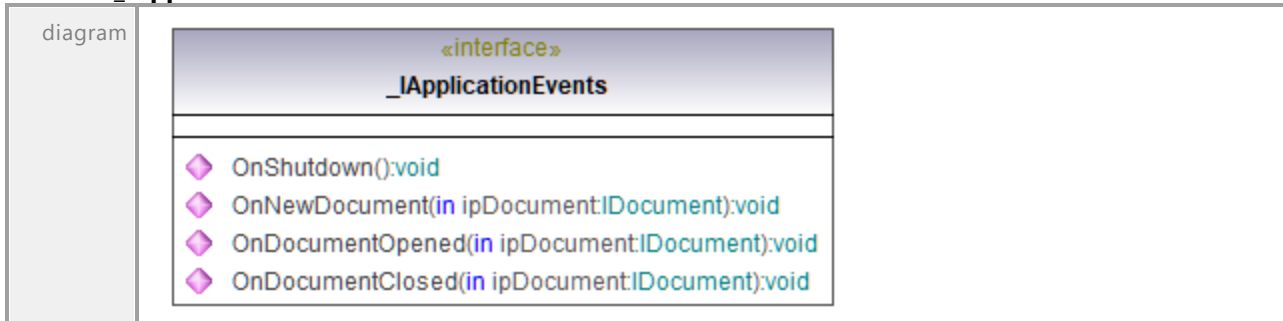 diagram
«interface»
_IApplicationEvents
OnShutdown():void
OnNewDocument(in ipDocument:IDocument):void
OnDocumentOpened(in ipDocument:IDocument):void
OnDocumentClosed(in ipDocument:IDocument):void